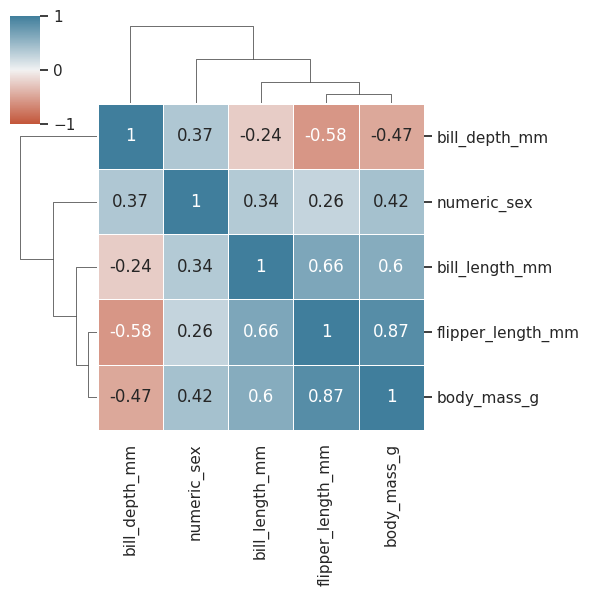 1
0
−1
1 0.37 -0.24 -0.58 -0.47 bill_depth_mm
0.37 1 0.34 0.26 0.42 numeric_sex
-0.24 0.34 1 0.66 0.6 bill_length_mm
-0.58 0.26 0.66 1 0.87 flipper_length_mm
-0.47 0.42 0.6 0.87 1 body_mass_g
bill_depth_mm
numeric_sex
bill_length_mm
flipper_length_mm
body_mass_g